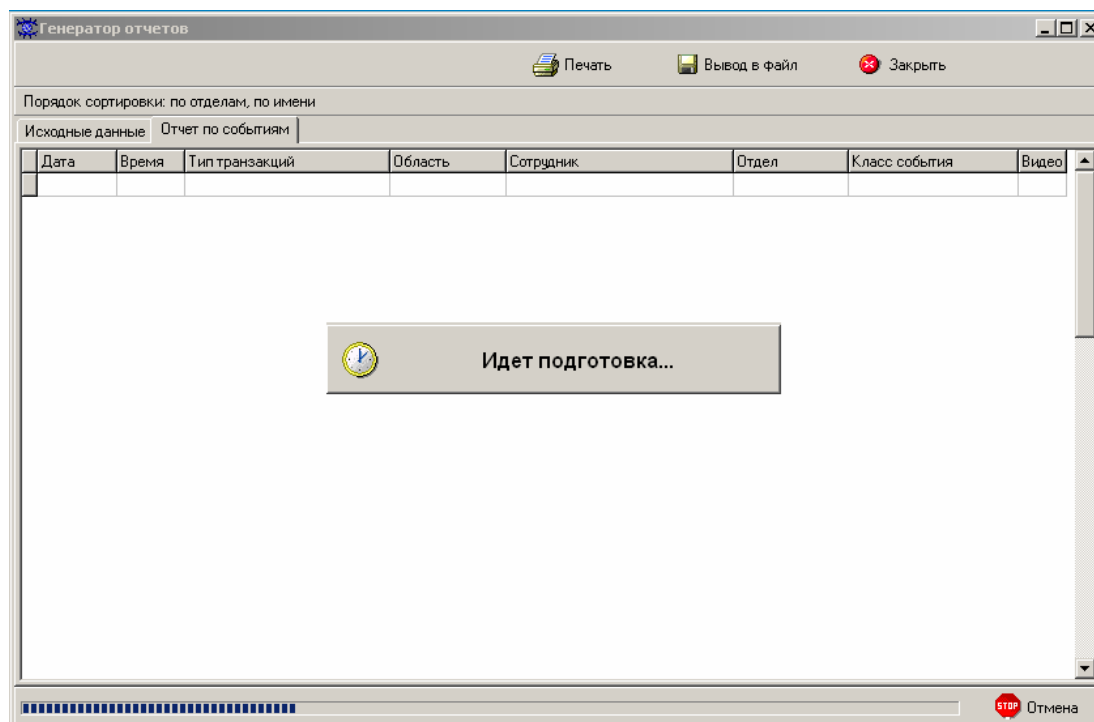 Генератор отчетов
Печать Вывод в файл Закрыть
Порядок сортировки: по отделам, по имени
Исходные данные Отчет по событиям
Дата Время Тип транзакций Область Сотрудник Отдел Класс события Видео
Идет подготовка...
STOP Отмена